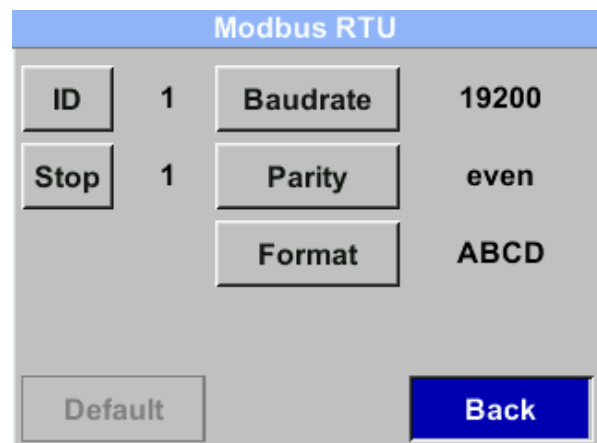 Modbus RTU
ID 1 Baudrate 19200
Stop 1 Parity even
Format ABCD
Default Back